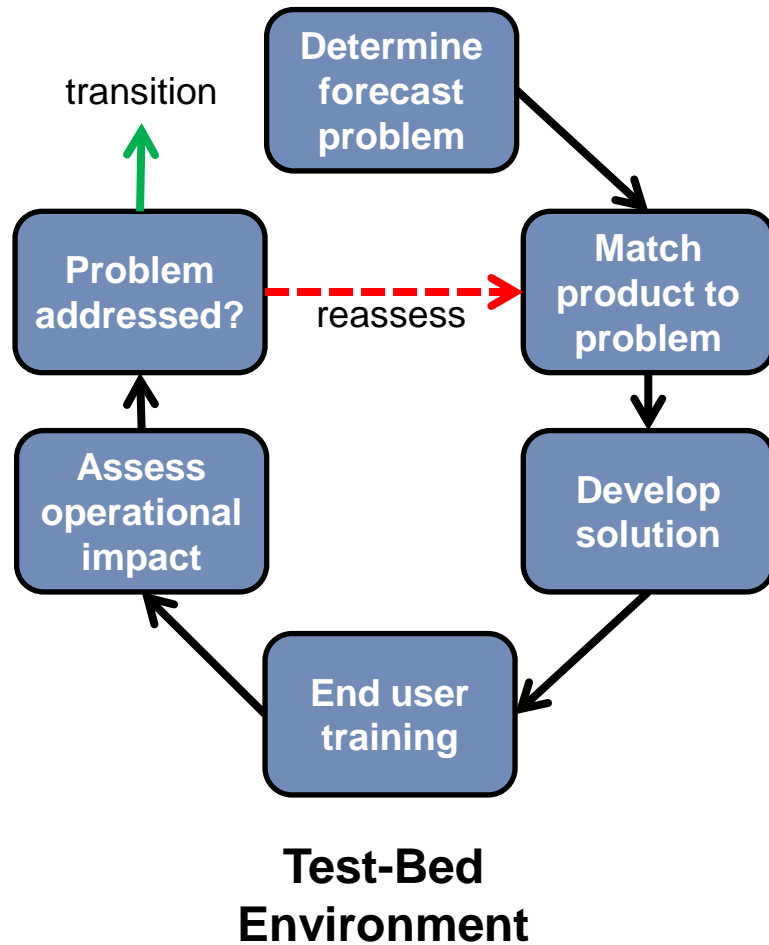 Determine
forecast
problem
transition
Problem
addressed?
reassess
Match
product to
problem
Assess
operational
impact
Develop
solution
End user
training
Test-Bed
Environment